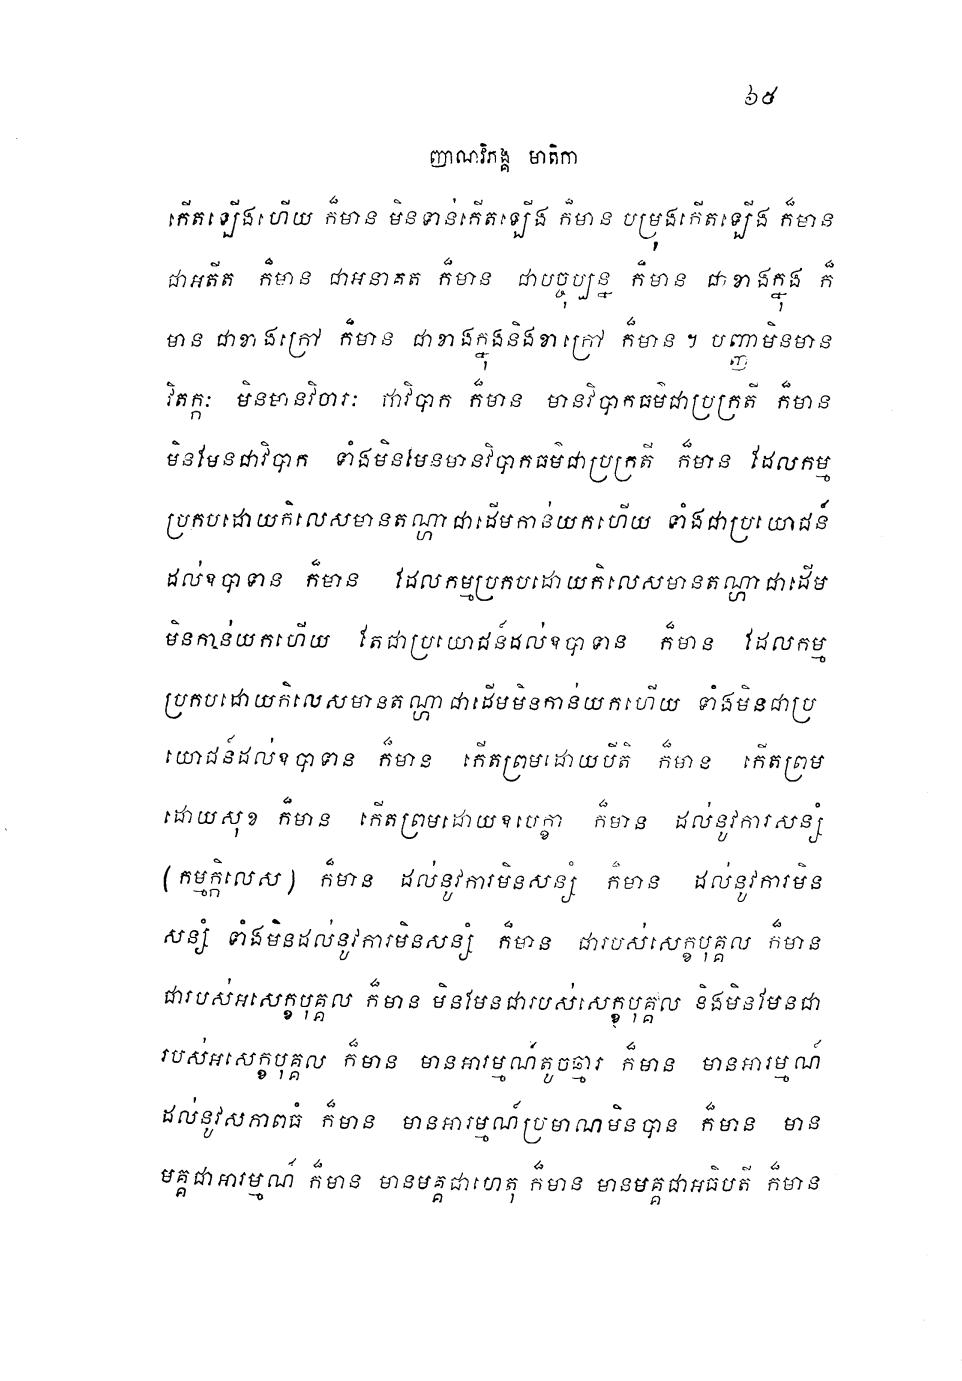 ៦៥
ញាណវិភង្គ មាតិកា
កើតឡើងហើយ ក៏មាន មិនទាន់កើតឡើង ក៏មាន បម្រុងកើតឡើង ក៏មាន
ជាអតីត ក៏មាន ជាអនាគត ក៏មាន ជាបច្ចុប្បន្ន ក៏មាន ជាខាងក្នុង ក៏
មាន ជាខាងក្រៅ ក៏មាន ជាខាងក្នុងនិងខាក្រៅ ក៏មាន ។ បញ្ញាមិនមាន
វិតក្កៈ មិនមានវិចារៈ ជាវិបាក ក៏មាន មានវិបាកធម៌ជាប្រក្រតី ក៏មាន
មិនមែនជាវិបាក ទាំងមិនមែនមានវិបាកធម៌ជាប្រក្រតី ក៏មាន ដែលកម្ម
ប្រកបដោយកិលេសមានតណ្ហាជាដើមកាន់យកហើយ ទាំងជាប្រយោជន៍
ដល់ឧបាទាន ក៏មាន ដែលកម្មប្រកបដោយកិលេសមានតណ្ហាជាដើម
មិនកាន់យកហើយ តែជាប្រយោជន៍ដល់ឧបាទាន ក៏មាន ដែលកម្ម
ប្រកបដោយកិលេសមានតណ្ហាជាដើមមិនកាន់យកហើយ ទាំងមិនជាប្រ
យោជន៍ដល់ឧបាទាន ក៏មាន កើតព្រមដោយបីតិ ក៏មាន កើតព្រម
ដោយសុខ ក៏មាន កើតព្រមដោយឧបេក្ខា ក៏មាន ដល់នូវការសន្សំ
(កម្មក្កិលេស) ក៏មាន ដល់នូវការមិនសន្សំ ក៏មាន ដល់នូវការមិន
សន្សំ ទាំងមិនដល់នូវការមិនសន្សំ ក៏មាន ជារបស់សេក្ខបុគ្គល ក៏មាន
ជារបស់អសេក្ខបុគ្គល ក៏មាន មិនមែនជារបស់សេក្ខបុគ្គល និងមិនមែនជា
របស់អសេក្ខបុគ្គល ក៏មាន មានអារម្មណ៍តូចឆ្មារ ក៏មាន មានអារម្មណ៍
ដល់នូវសភាពធំ ក៏មាន មានអារម្មណ៍ប្រមាណមិនបាន ក៏មាន មាន
មគ្គជាអារម្មណ៍ ក៏មាន មានមគ្គជាហេតុ ក៏មាន មានមគ្គជាអធិបតី ក៏មាន